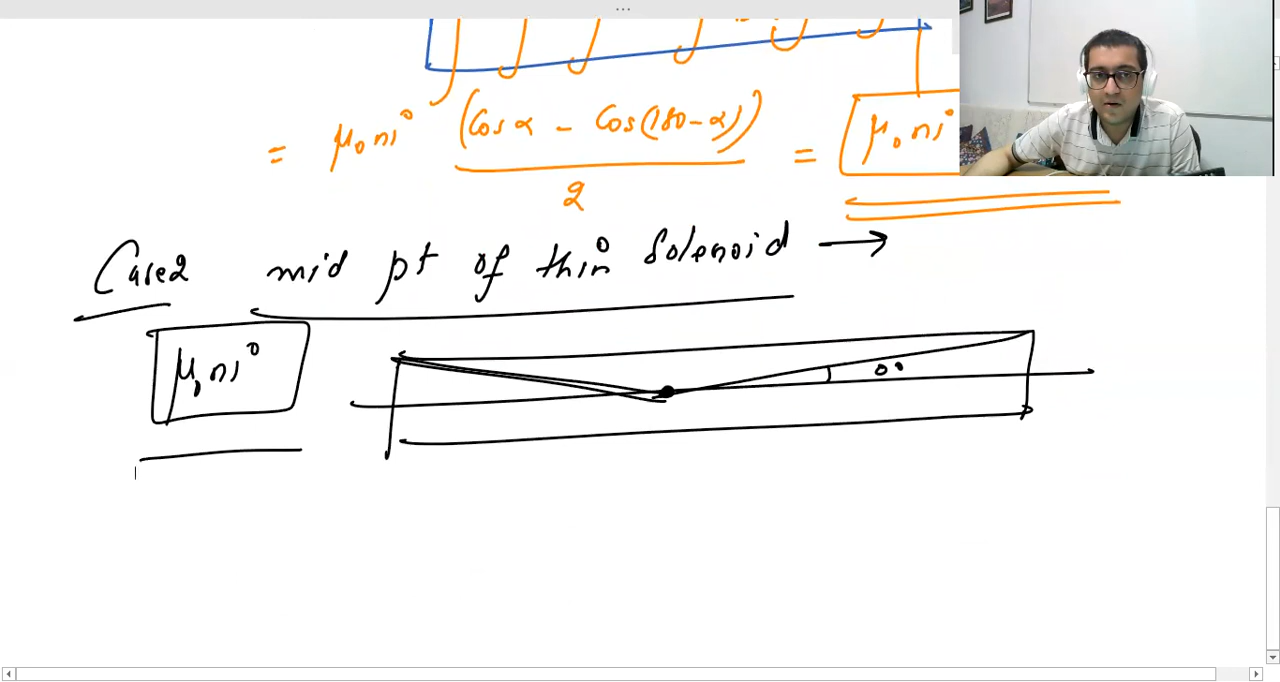 = μ₀ni (Cos α - Cos(180-α)) / 2 = μ₀ni
Case2 mid pt of thin Solenoid →
μ₀ni
0°